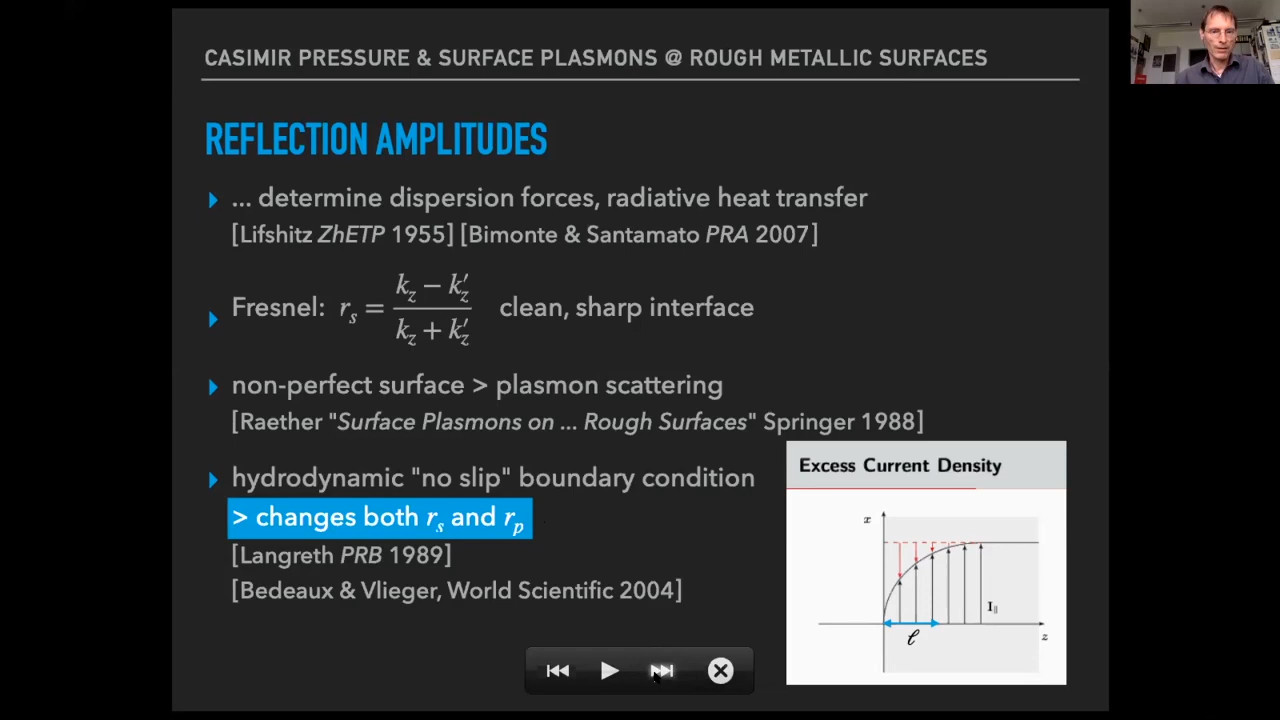 CASIMIR PRESSURE & SURFACE PLASMONS @ ROUGH METALLIC SURFACES
REFLECTION AMPLITUDES
... determine dispersion forces, radiative heat transfer
[Lifshitz ZhETP 1955] [Bimonte & Santamato PRA 2007]
Fresnel: r_s = (k_z − k_z′) / (k_z + k_z′) clean, sharp interface
non-perfect surface > plasmon scattering
[Raether "Surface Plasmons on ... Rough Surfaces" Springer 1988]
hydrodynamic "no slip" boundary condition
> changes both r_s and r_p
[Langreth PRB 1989]
[Bedeaux & Vlieger, World Scientific 2004]
Excess Current Density
x
I_||
ℓ
z